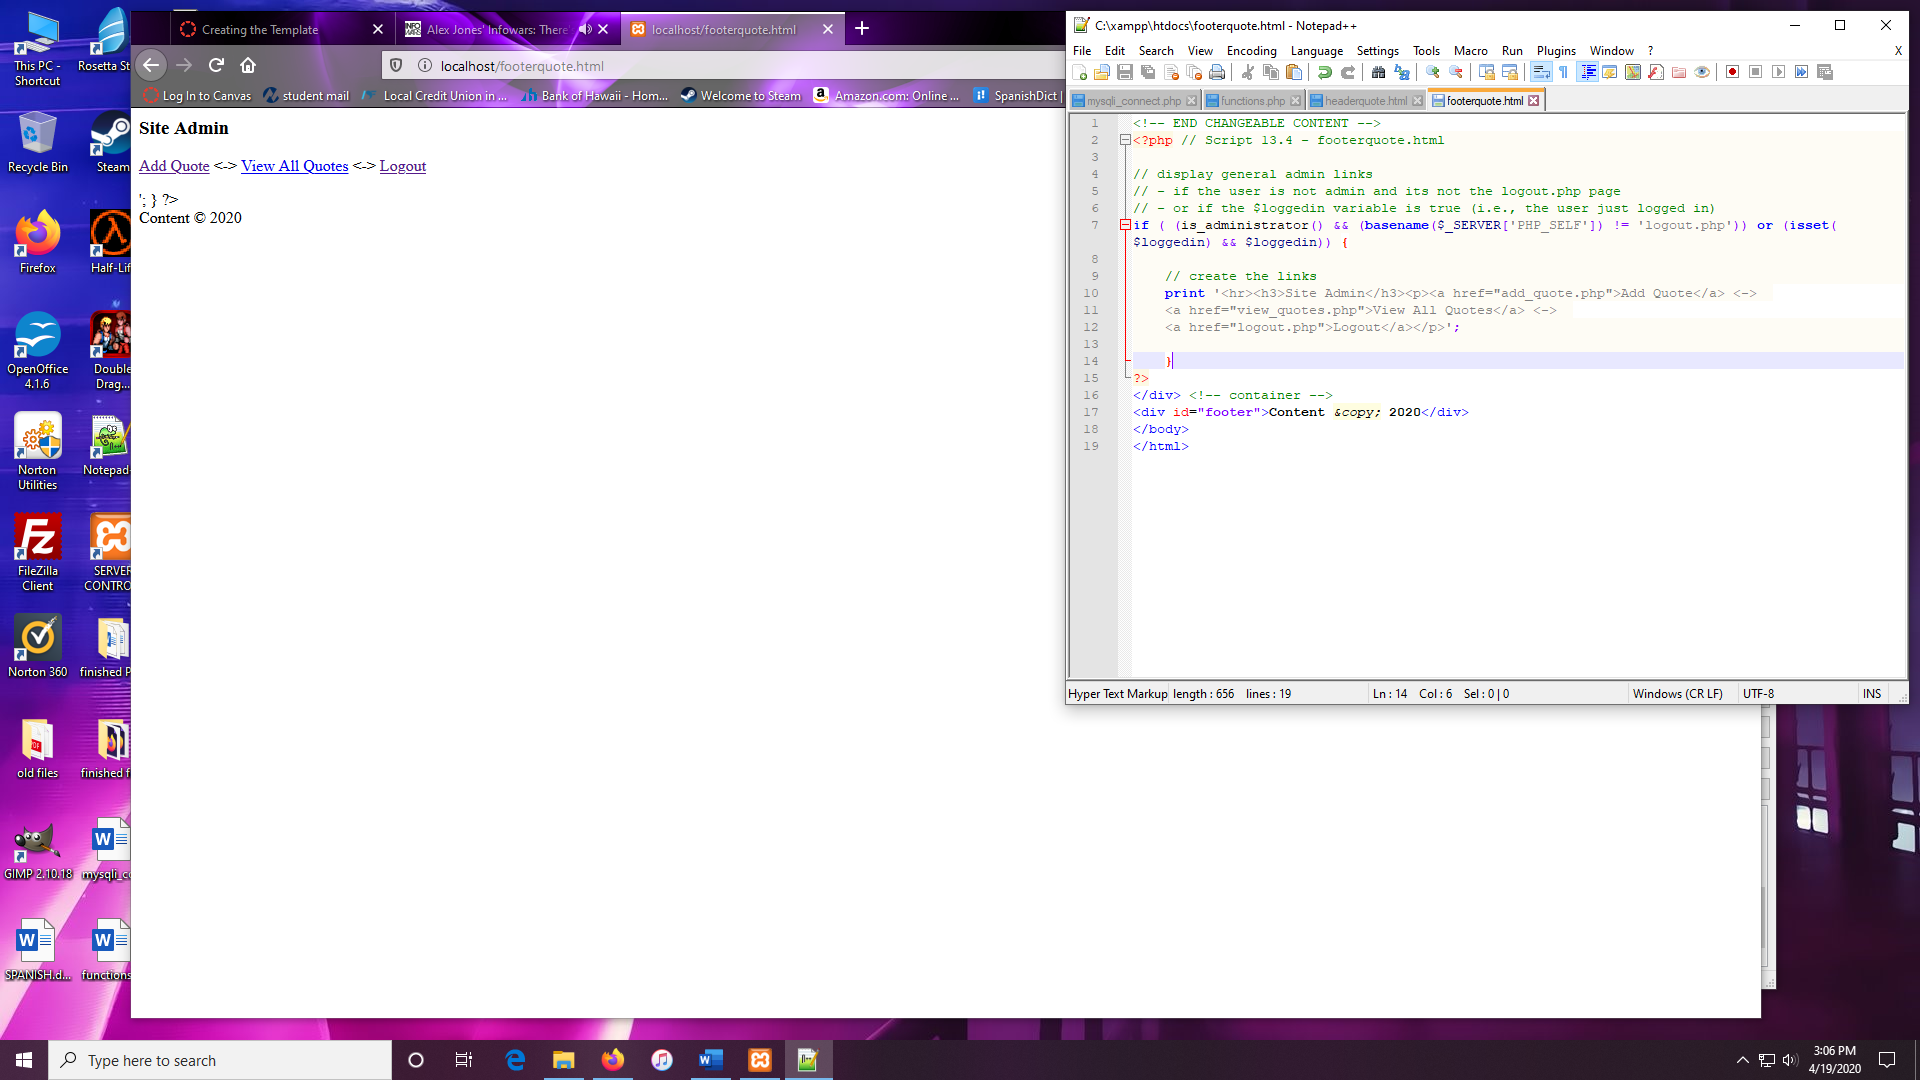 This PC - Shortcut
Rosetta St
Recycle Bin
Steam
Firefox
Half-Lif
OpenOffice 4.1.6
Double Drag...
Norton Utilities
Notepad
FileZilla Client
SERVER CONTRO
Norton 360
finished P
old files
finished f
GIMP 2.10.18
mysqli_co
SPANISH.d...
functions
Creating the Template
Alex Jones' Infowars: There'
localhost/footerquote.html
localhost/footerquote.html
Log In to Canvas
student mail
Local Credit Union in ...
Bank of Hawaii - Hom...
Welcome to Steam
Amazon.com: Online ...
SpanishDict |
Site Admin
Add Quote <-> View All Quotes <-> Logout
'; } ?>
Content © 2020
C:\xampp\htdocs\footerquote.html - Notepad++
File Edit Search View Encoding Language Settings Tools Macro Run Plugins Window ? X
mysqli_connect.php functions.php headerquote.html footerquote.html
1 <!-- END CHANGEABLE CONTENT -->
2 <?php // Script 13.4 - footerquote.html
3
4 // display general admin links
5 // - if the user is not admin and its not the logout.php page
6 // - or if the $loggedin variable is true (i.e., the user just logged in)
7 if ( (is_administrator() && (basename($_SERVER['PHP_SELF']) != 'logout.php')) or (isset(
$loggedin) && $loggedin)) {
8
9 // create the links
10 print '<hr><h3>Site Admin</h3><p><a href="add_quote.php">Add Quote</a> <->
11 <a href="view_quotes.php">View All Quotes</a> <->
12 <a href="logout.php">Logout</a></p>';
13
14 }
15 ?>
16 </div> <!-- container -->
17 <div id="footer">Content &copy; 2020</div>
18 </body>
19 </html>
Hyper Text Markup length : 656 lines : 19 Ln : 14 Col : 6 Sel : 0 | 0 Windows (CR LF) UTF-8 INS
Type here to search
3:06 PM
4/19/2020